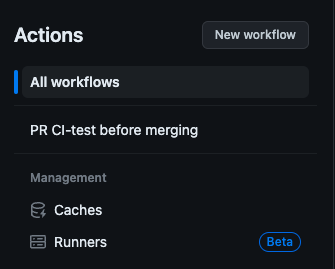 Actions
New workflow
All workflows
PR CI-test before merging
Management
Caches
Runners
Beta